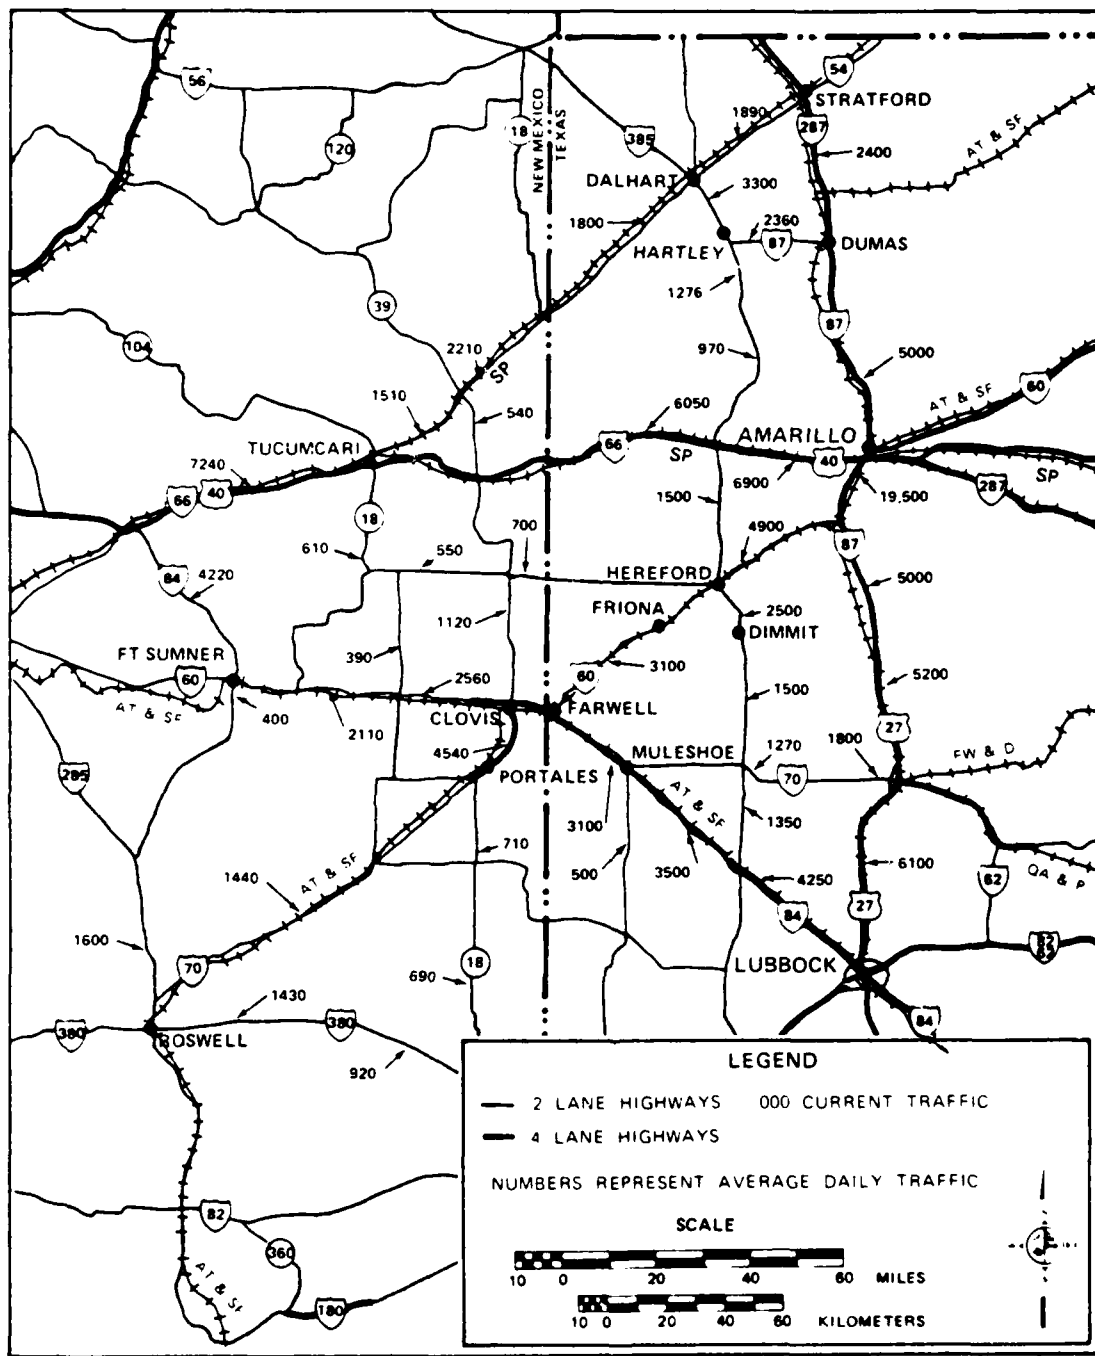 56
54
1890
STRATFORD
18
NEW MEXICO
TEXAS
385
287
2400
AT & SF
120
DALHART
3300
1800
2360
HARTLEY
87
DUMAS
1276
39
87
104
2210
SP
970
5000
1510
540
6050
AT & SF
60
TUCUMCARI
66
AMARILLO
7240
SP
40
SP
66
40
6900
287
1500
19,500
18
700
4900
87
610
550
84
4220
HEREFORD
5000
FRIONA
2500
1120
DIMMIT
FT SUMNER
390
3100
60
2560
60
1500
5200
AT & SF
400
CLOVIS
FARWELL
2110
4540
MULESHOE
1270
1800
27
FW & D
285
PORTALES
70
AT & SF
3100
1350
710
AT & SF
500
3500
6100
1440
4250
62
QA & P
84
27
1600
18
LUBBOCK
82
62
70
690
1430
380
380
84
ROSWELL
920
LEGEND
2 LANE HIGHWAYS 000 CURRENT TRAFFIC
4 LANE HIGHWAYS
NUMBERS REPRESENT AVERAGE DAILY TRAFFIC
82
SCALE
360
10 0 20 40 60 MILES
AT & SF
180
10 0 20 40 60 KILOMETERS